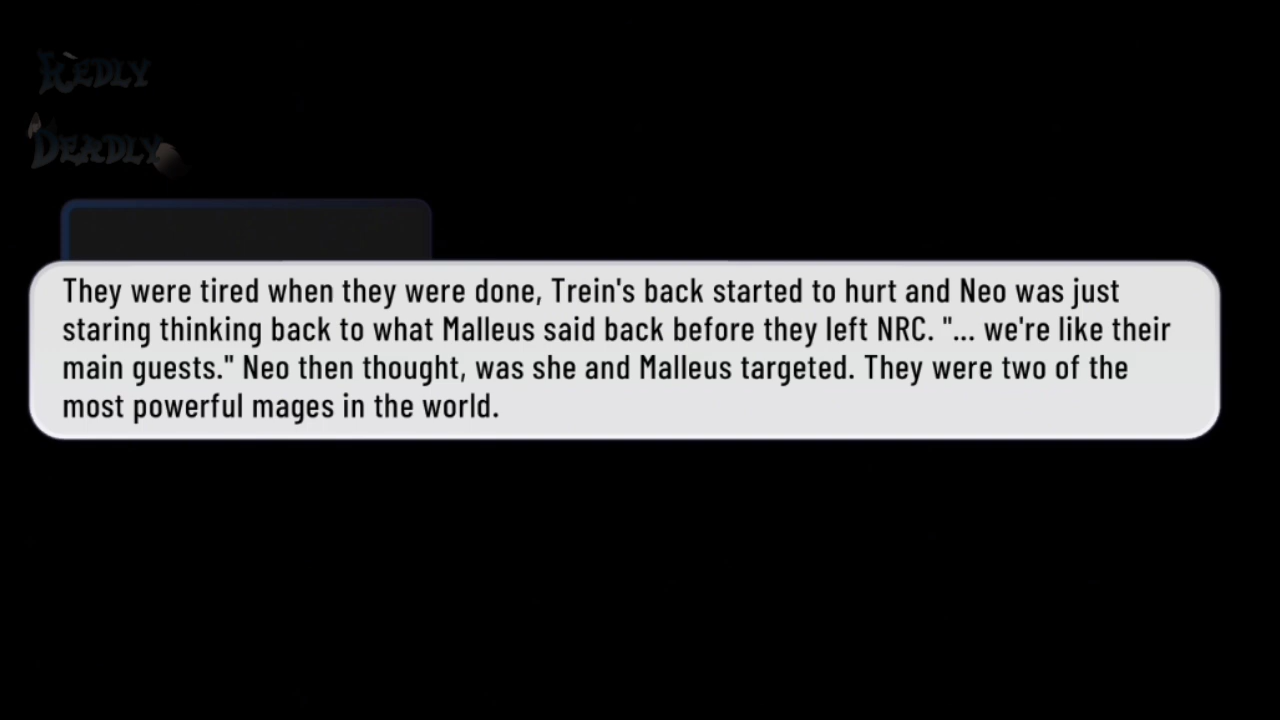 REDLY
DEADLY
They were tired when they were done, Trein's back started to hurt and Neo was just
staring thinking back to what Malleus said back before they left NRC. "... we're like their
main guests." Neo then thought, was she and Malleus targeted. They were two of the
most powerful mages in the world.